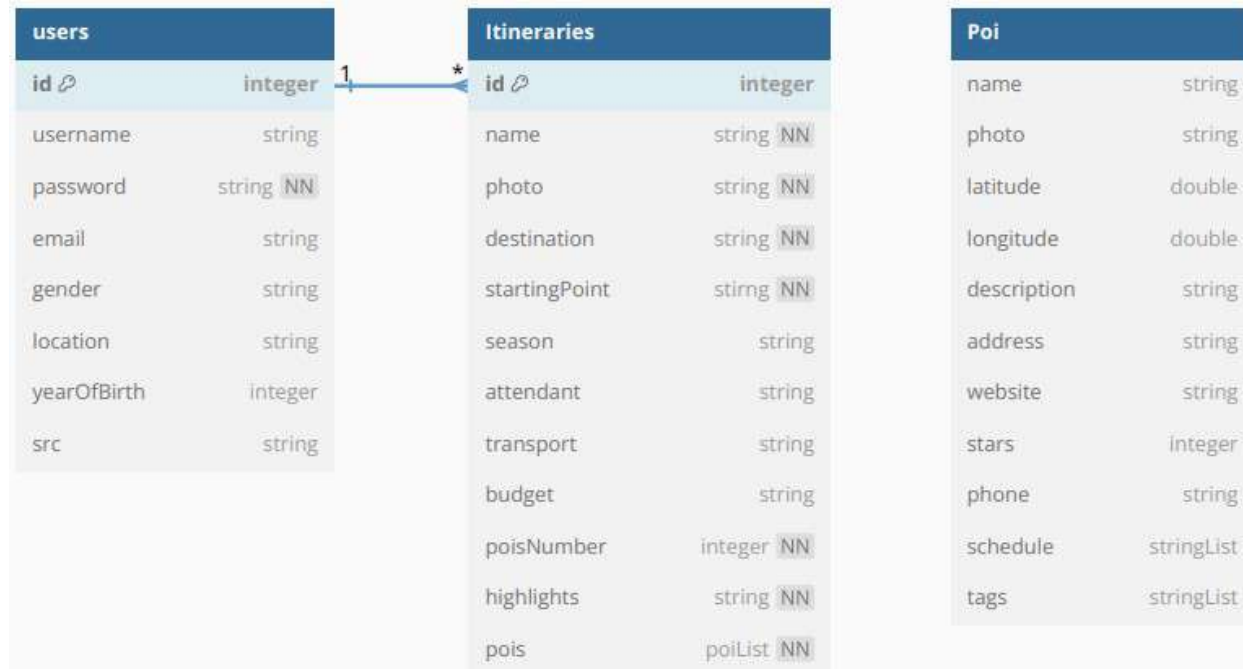 users
id integer
username string
password string NN
email string
gender string
location string
yearOfBirth integer
src string
1 *
Itineraries
id integer
name string NN
photo string NN
destination string NN
startingPoint stirng NN
season string
attendant string
transport string
budget string
poisNumber integer NN
highlights string NN
pois poiList NN
Poi
name string
photo string
latitude double
longitude double
description string
address string
website string
stars integer
phone string
schedule stringList
tags stringList